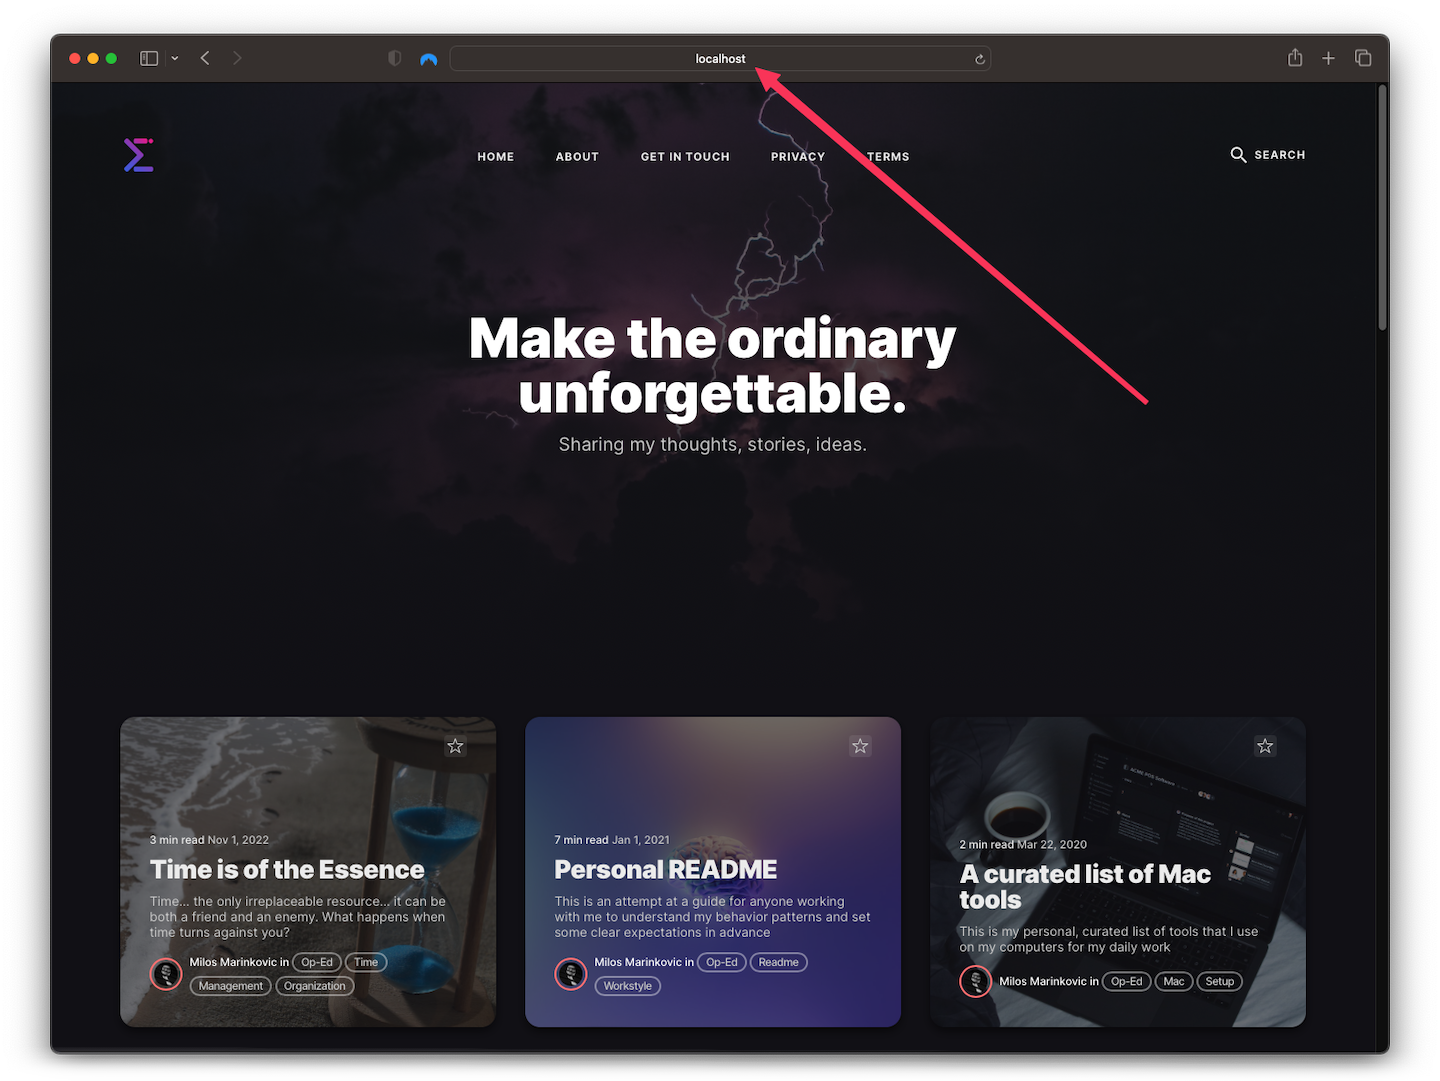 localhost
HOME ABOUT GET IN TOUCH PRIVACY TERMS SEARCH
Make the ordinary
unforgettable.
Sharing my thoughts, stories, ideas.
3 min read Nov 1, 2022
Time is of the Essence
Time... the only irreplaceable resource... it can be
both a friend and an enemy. What happens when
time turns against you?
Milos Marinkovic in Op-Ed Time
Management Organization
7 min read Jan 1, 2021
Personal README
This is an attempt at a guide for anyone working
with me to understand my behavior patterns and set
some clear expectations in advance
Milos Marinkovic in Op-Ed Readme
Workstyle
2 min read Mar 22, 2020
A curated list of Mac
tools
This is my personal, curated list of tools that I use
on my computers for my daily work
Milos Marinkovic in Op-Ed Mac Setup